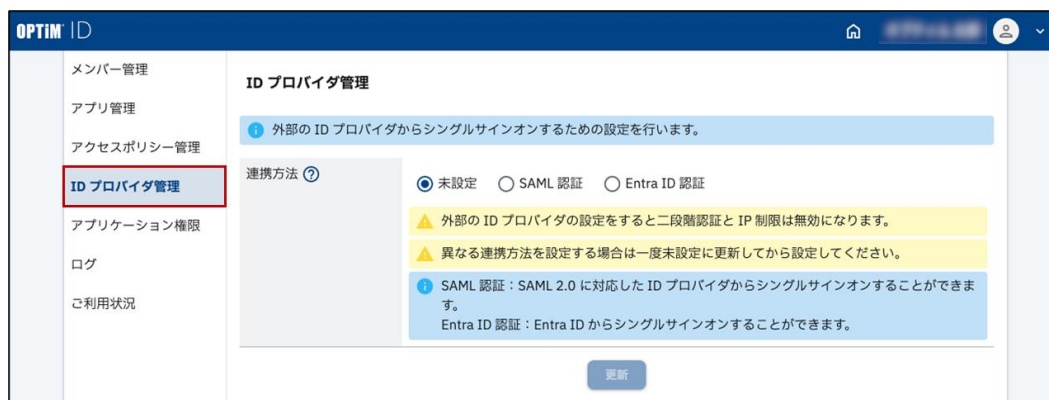 OPTiM ID
メンバー管理
アプリ管理
アクセスポリシー管理
ID プロバイダ管理
アプリケーション権限
ログ
ご利用状況
ID プロバイダ管理
外部の ID プロバイダからシングルサインオンするための設定を行います。
連携方法
未設定 SAML 認証 Entra ID 認証
外部の ID プロバイダの設定をすると二段階認証と IP 制限は無効になります。
異なる連携方法を設定する場合は一度未設定に更新してから設定してください。
SAML 認証：SAML 2.0 に対応した ID プロバイダからシングルサインオンすることができま
す。
Entra ID 認証：Entra ID からシングルサインオンすることができます。
更新